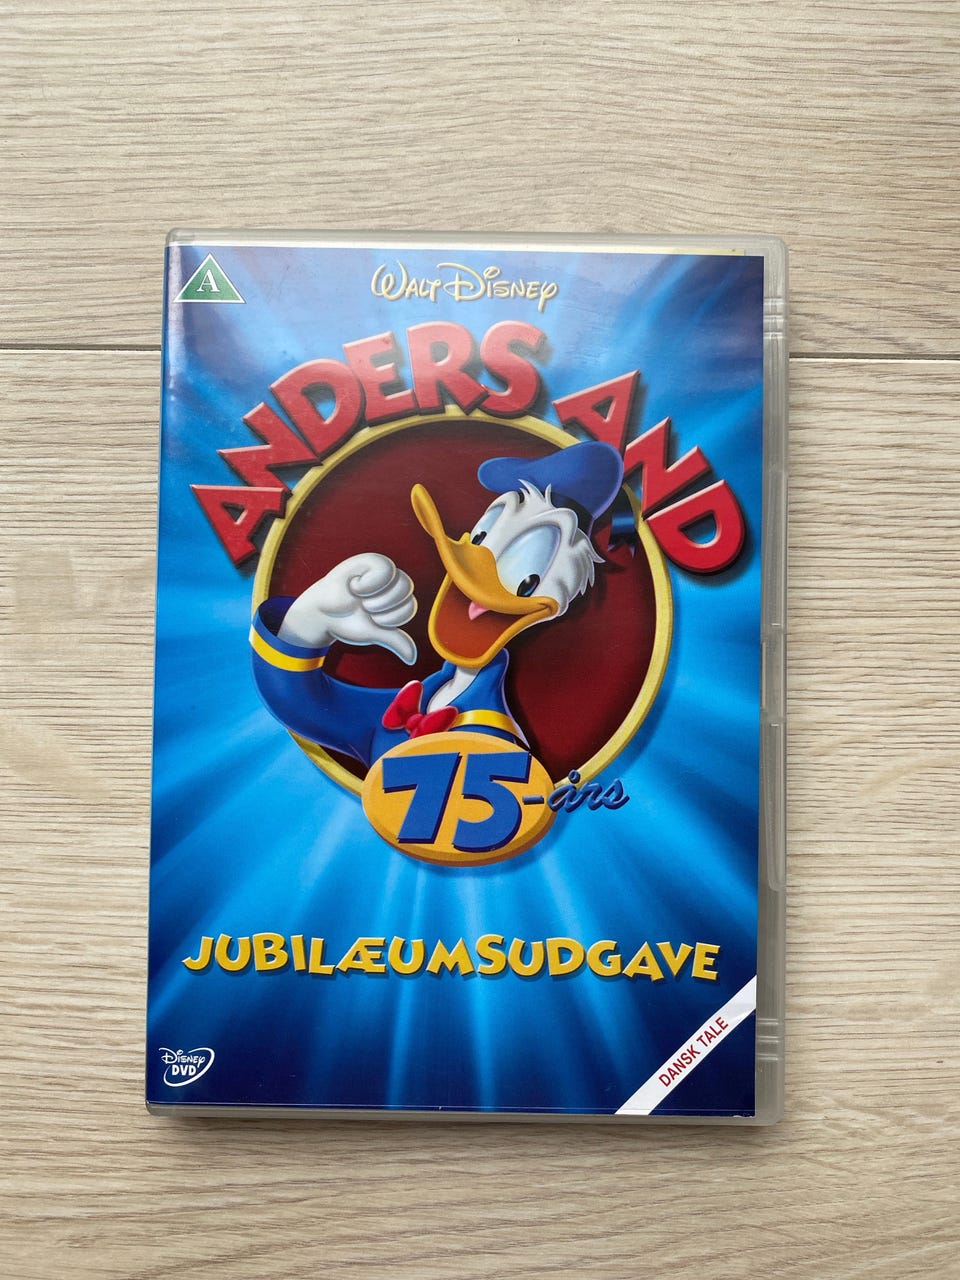 A
WALT DISNEY
ANDERS AND
75-års
JUBILÆUMSUDGAVE
DISNEY
DVD
DANSK TALE